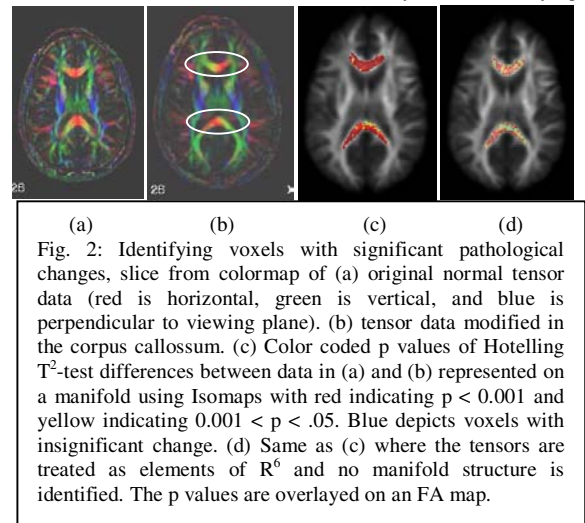 28
28
(a) (b) (c) (d)
Fig. 2: Identifying voxels with significant pathological
changes, slice from colormap of (a) original normal tensor
data (red is horizontal, green is vertical, and blue is
perpendicular to viewing plane). (b) tensor data modified in
the corpus callossum. (c) Color coded p values of Hotelling
T²-test differences between data in (a) and (b) represented on
a manifold using Isomaps with red indicating p < 0.001 and
yellow indicating 0.001 < p < .05. Blue depicts voxels with
insignificant change. (d) Same as (c) where the tensors are
treated as elements of R⁶ and no manifold structure is
identified. The p values are overlayed on an FA map.